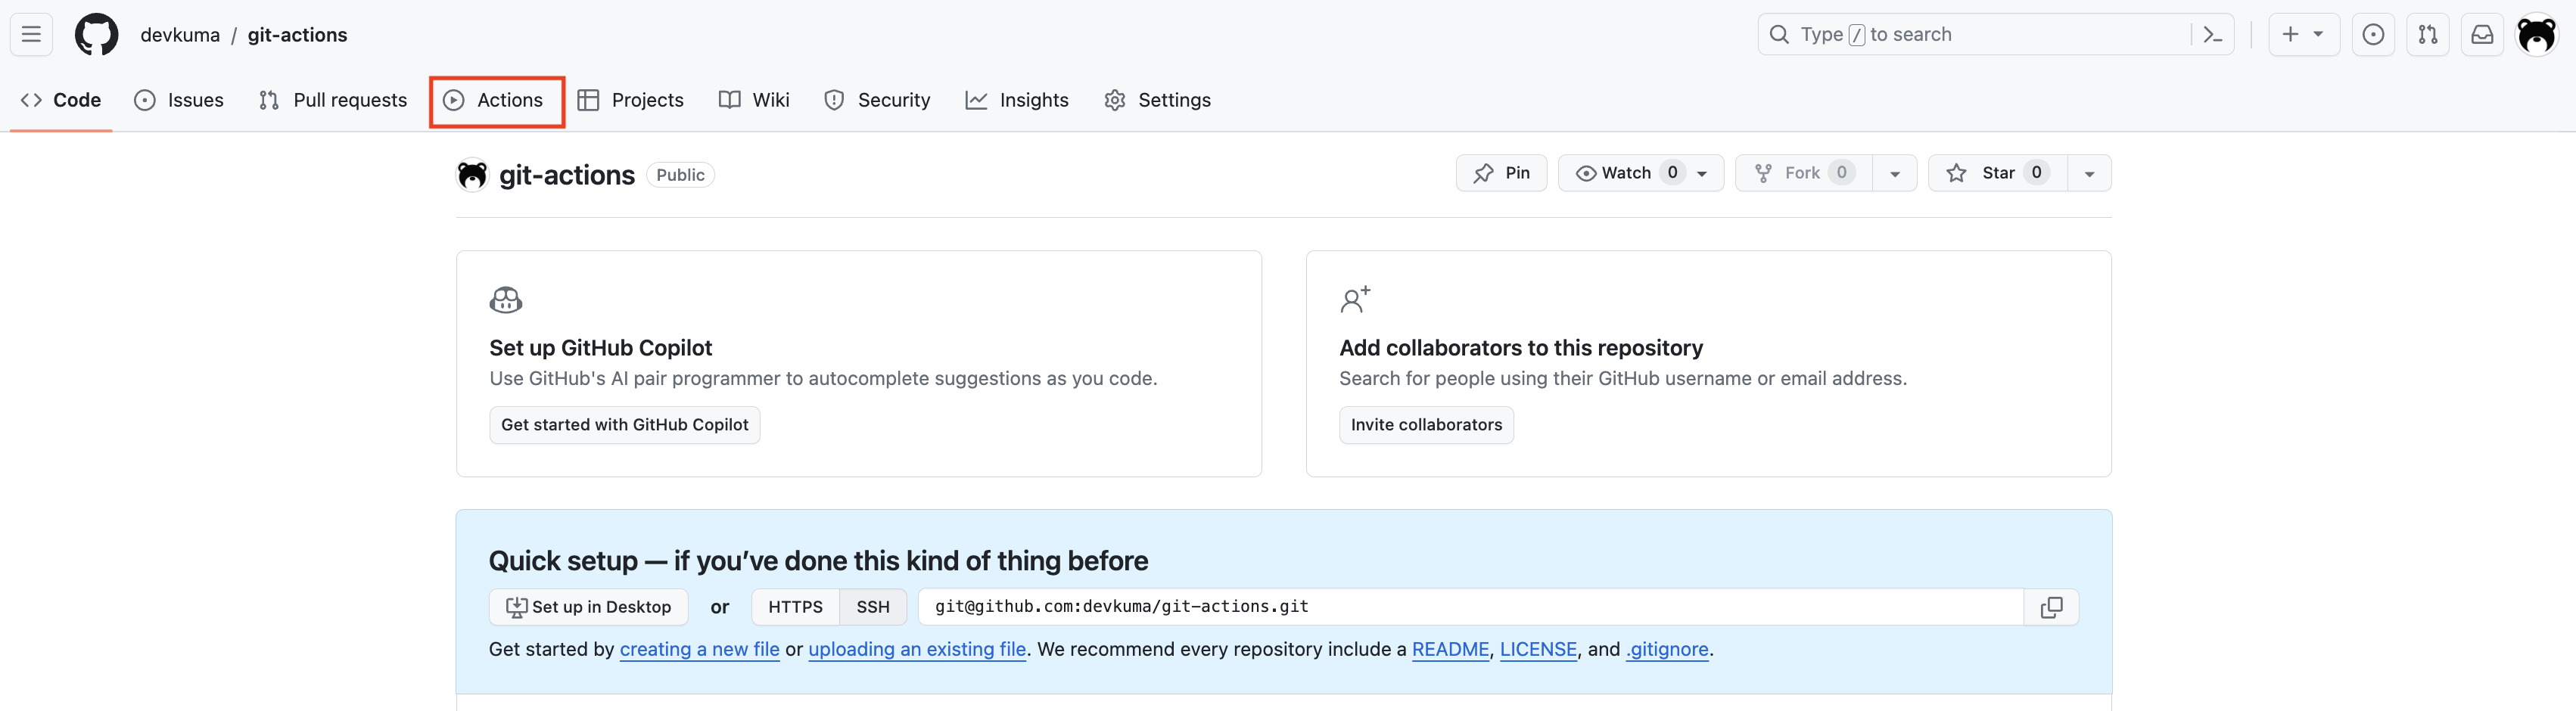 devkuma / git-actions
Type / to search
Code Issues Pull requests Actions Projects Wiki Security Insights Settings
git-actions Public
Pin Watch 0 Fork 0 Star 0
Set up GitHub Copilot
Use GitHub's AI pair programmer to autocomplete suggestions as you code.
Get started with GitHub Copilot
Add collaborators to this repository
Search for people using their GitHub username or email address.
Invite collaborators
Quick setup — if you’ve done this kind of thing before
Set up in Desktop or HTTPS SSH git@github.com:devkuma/git-actions.git
Get started by creating a new file or uploading an existing file. We recommend every repository include a README, LICENSE, and .gitignore.